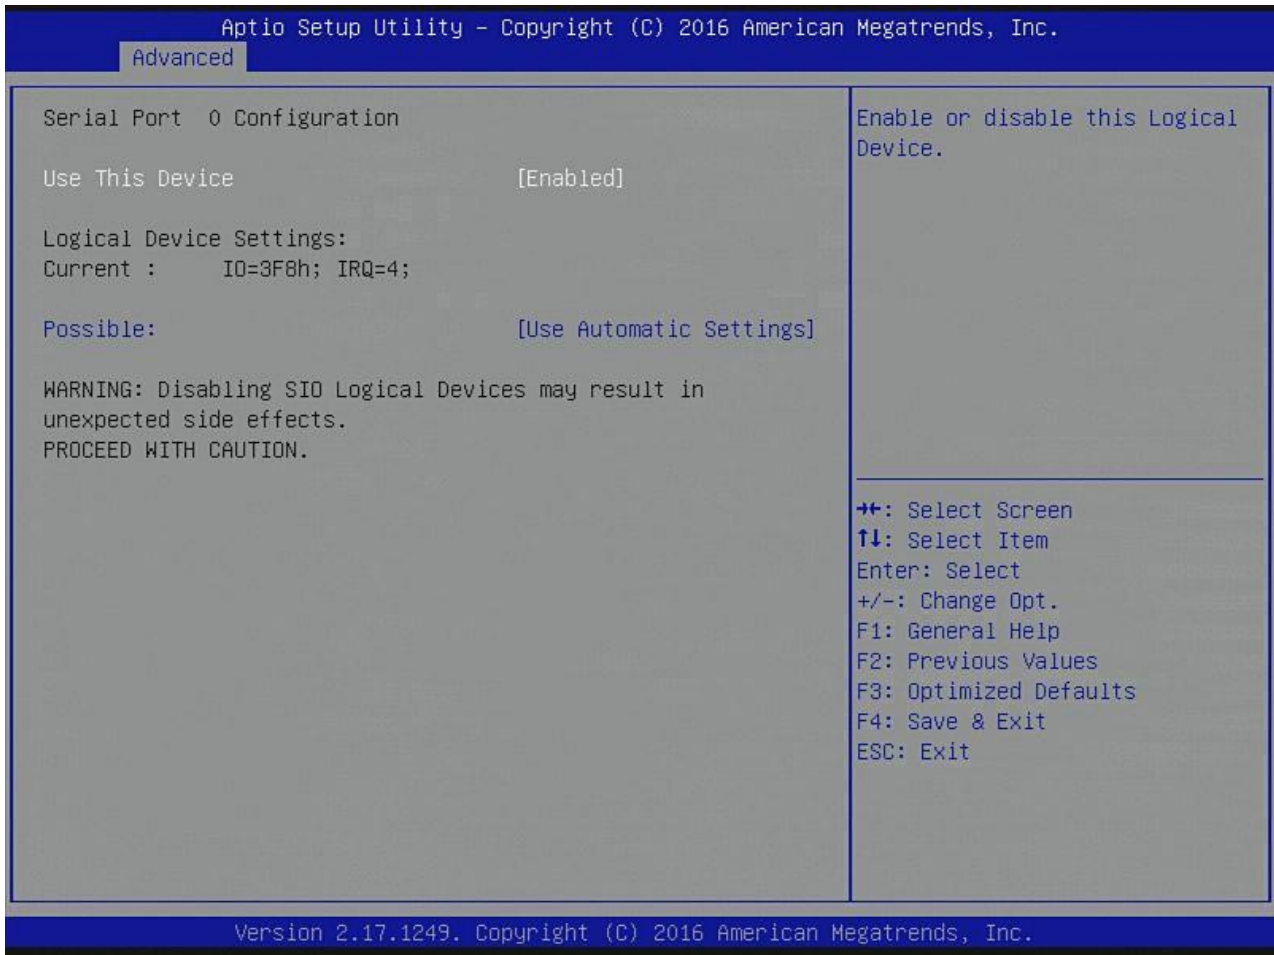 Aptio Setup Utility – Copyright (C) 2016 American Megatrends, Inc.
Advanced
Serial Port 0 Configuration
Use This Device [Enabled]
Logical Device Settings:
Current : IO=3F8h; IRQ=4;
Possible: [Use Automatic Settings]
WARNING: Disabling SIO Logical Devices may result in
unexpected side effects.
PROCEED WITH CAUTION.
Enable or disable this Logical
Device.
→←: Select Screen
↑↓: Select Item
Enter: Select
+/-: Change Opt.
F1: General Help
F2: Previous Values
F3: Optimized Defaults
F4: Save & Exit
ESC: Exit
Version 2.17.1249. Copyright (C) 2016 American Megatrends, Inc.